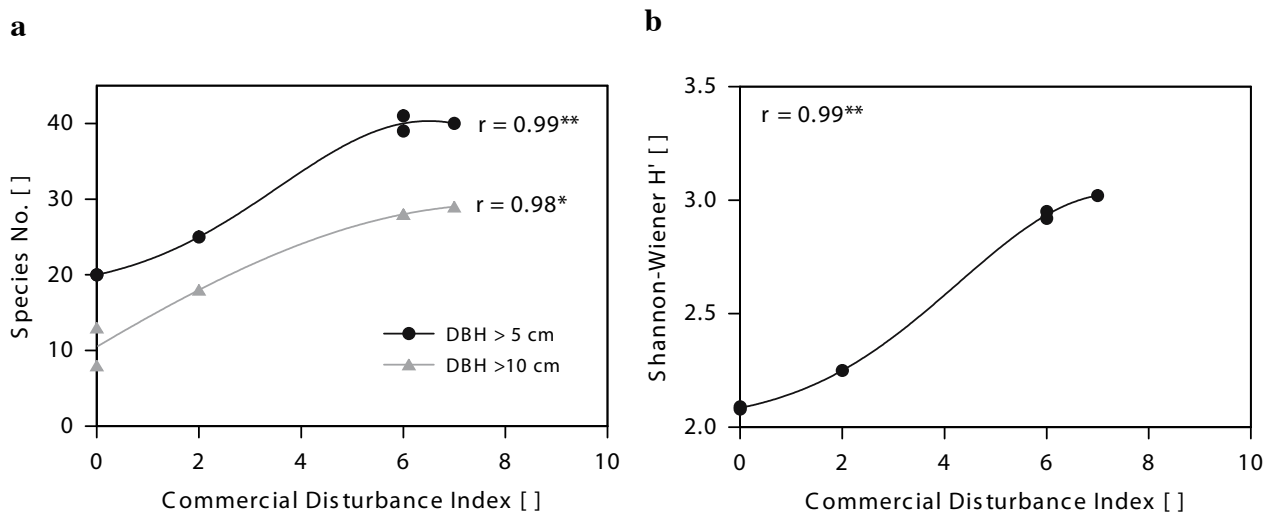 a
40
30
20
10
0
Species No. [ ]
r = 0.99**
r = 0.98*
DBH > 5 cm
DBH >10 cm
0 2 4 6 8 10
Commercial Disturbance Index [ ]
b
3.5
3.0
2.5
2.0
Shannon-Wiener H' [ ]
r = 0.99**
0 2 4 6 8 10
Commercial Disturbance Index [ ]